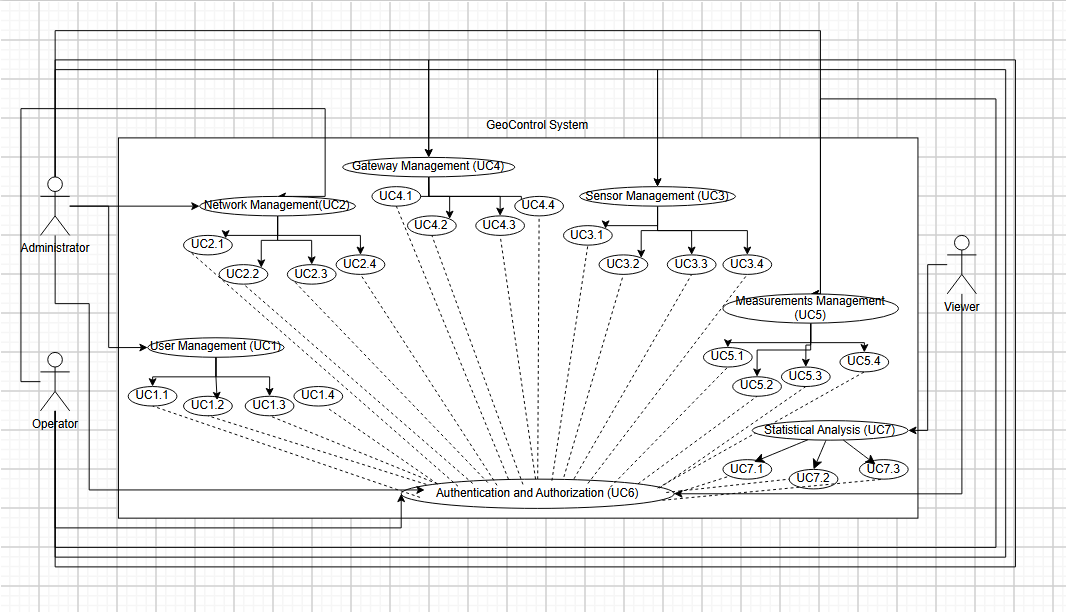 GeoControl System
Gateway Management (UC4)
UC4.1
UC4.2
UC4.3
UC4.4
Sensor Management (UC3)
UC3.1
UC3.2
UC3.3
UC3.4
Network Management(UC2)
UC2.1
UC2.2
UC2.3
UC2.4
Administrator
Viewer
Measurements Management
(UC5)
UC5.1
UC5.2
UC5.3
UC5.4
User Management (UC1)
UC1.1
UC1.2
UC1.3
UC1.4
Operator
Statistical Analysis (UC7)
UC7.1
UC7.2
UC7.3
Authentication and Authorization (UC6)